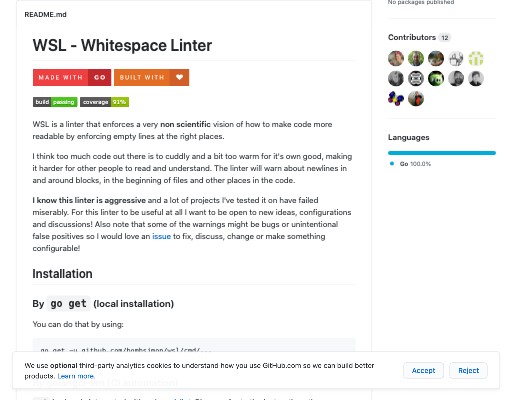 No packages published
README.md
Contributors 12
WSL - Whitespace Linter
MADE WITH GO BUILT WITH
build passing coverage 91%
WSL is a linter that enforces a very non scientific vision of how to make code more
readable by enforcing empty lines at the right places.
Languages
Go 100.0%
I think too much code out there is to cuddly and a bit too warm for it's own good, making
it harder for other people to read and understand. The linter will warn about newlines in
and around blocks, in the beginning of files and other places in the code.
I know this linter is aggressive and a lot of projects I've tested it on have failed
miserably. For this linter to be useful at all I want to be open to new ideas, configurations
and discussions! Also note that some of the warnings might be bugs or unintentional
false positives so I would love an issue to fix, discuss, change or make something
configurable!
Installation
By go get (local installation)
You can do that by using:
We use optional third-party analytics cookies to understand how you use GitHub.com so we can build better
products. Learn more.
Accept
Reject